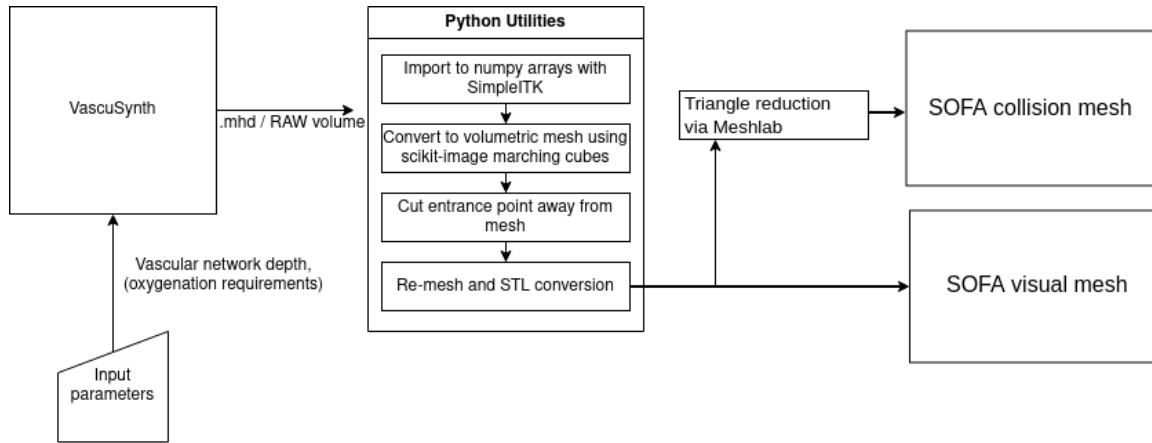 VascuSynth
.mhd / RAW volume
Vascular network depth,
(oxygenation requirements)
Input
parameters
Python Utilities
Import to numpy arrays with
SimpleITK
Convert to volumetric mesh using
scikit-image marching cubes
Cut entrance point away from
mesh
Re-mesh and STL conversion
Triangle reduction
via Meshlab
SOFA collision mesh
SOFA visual mesh